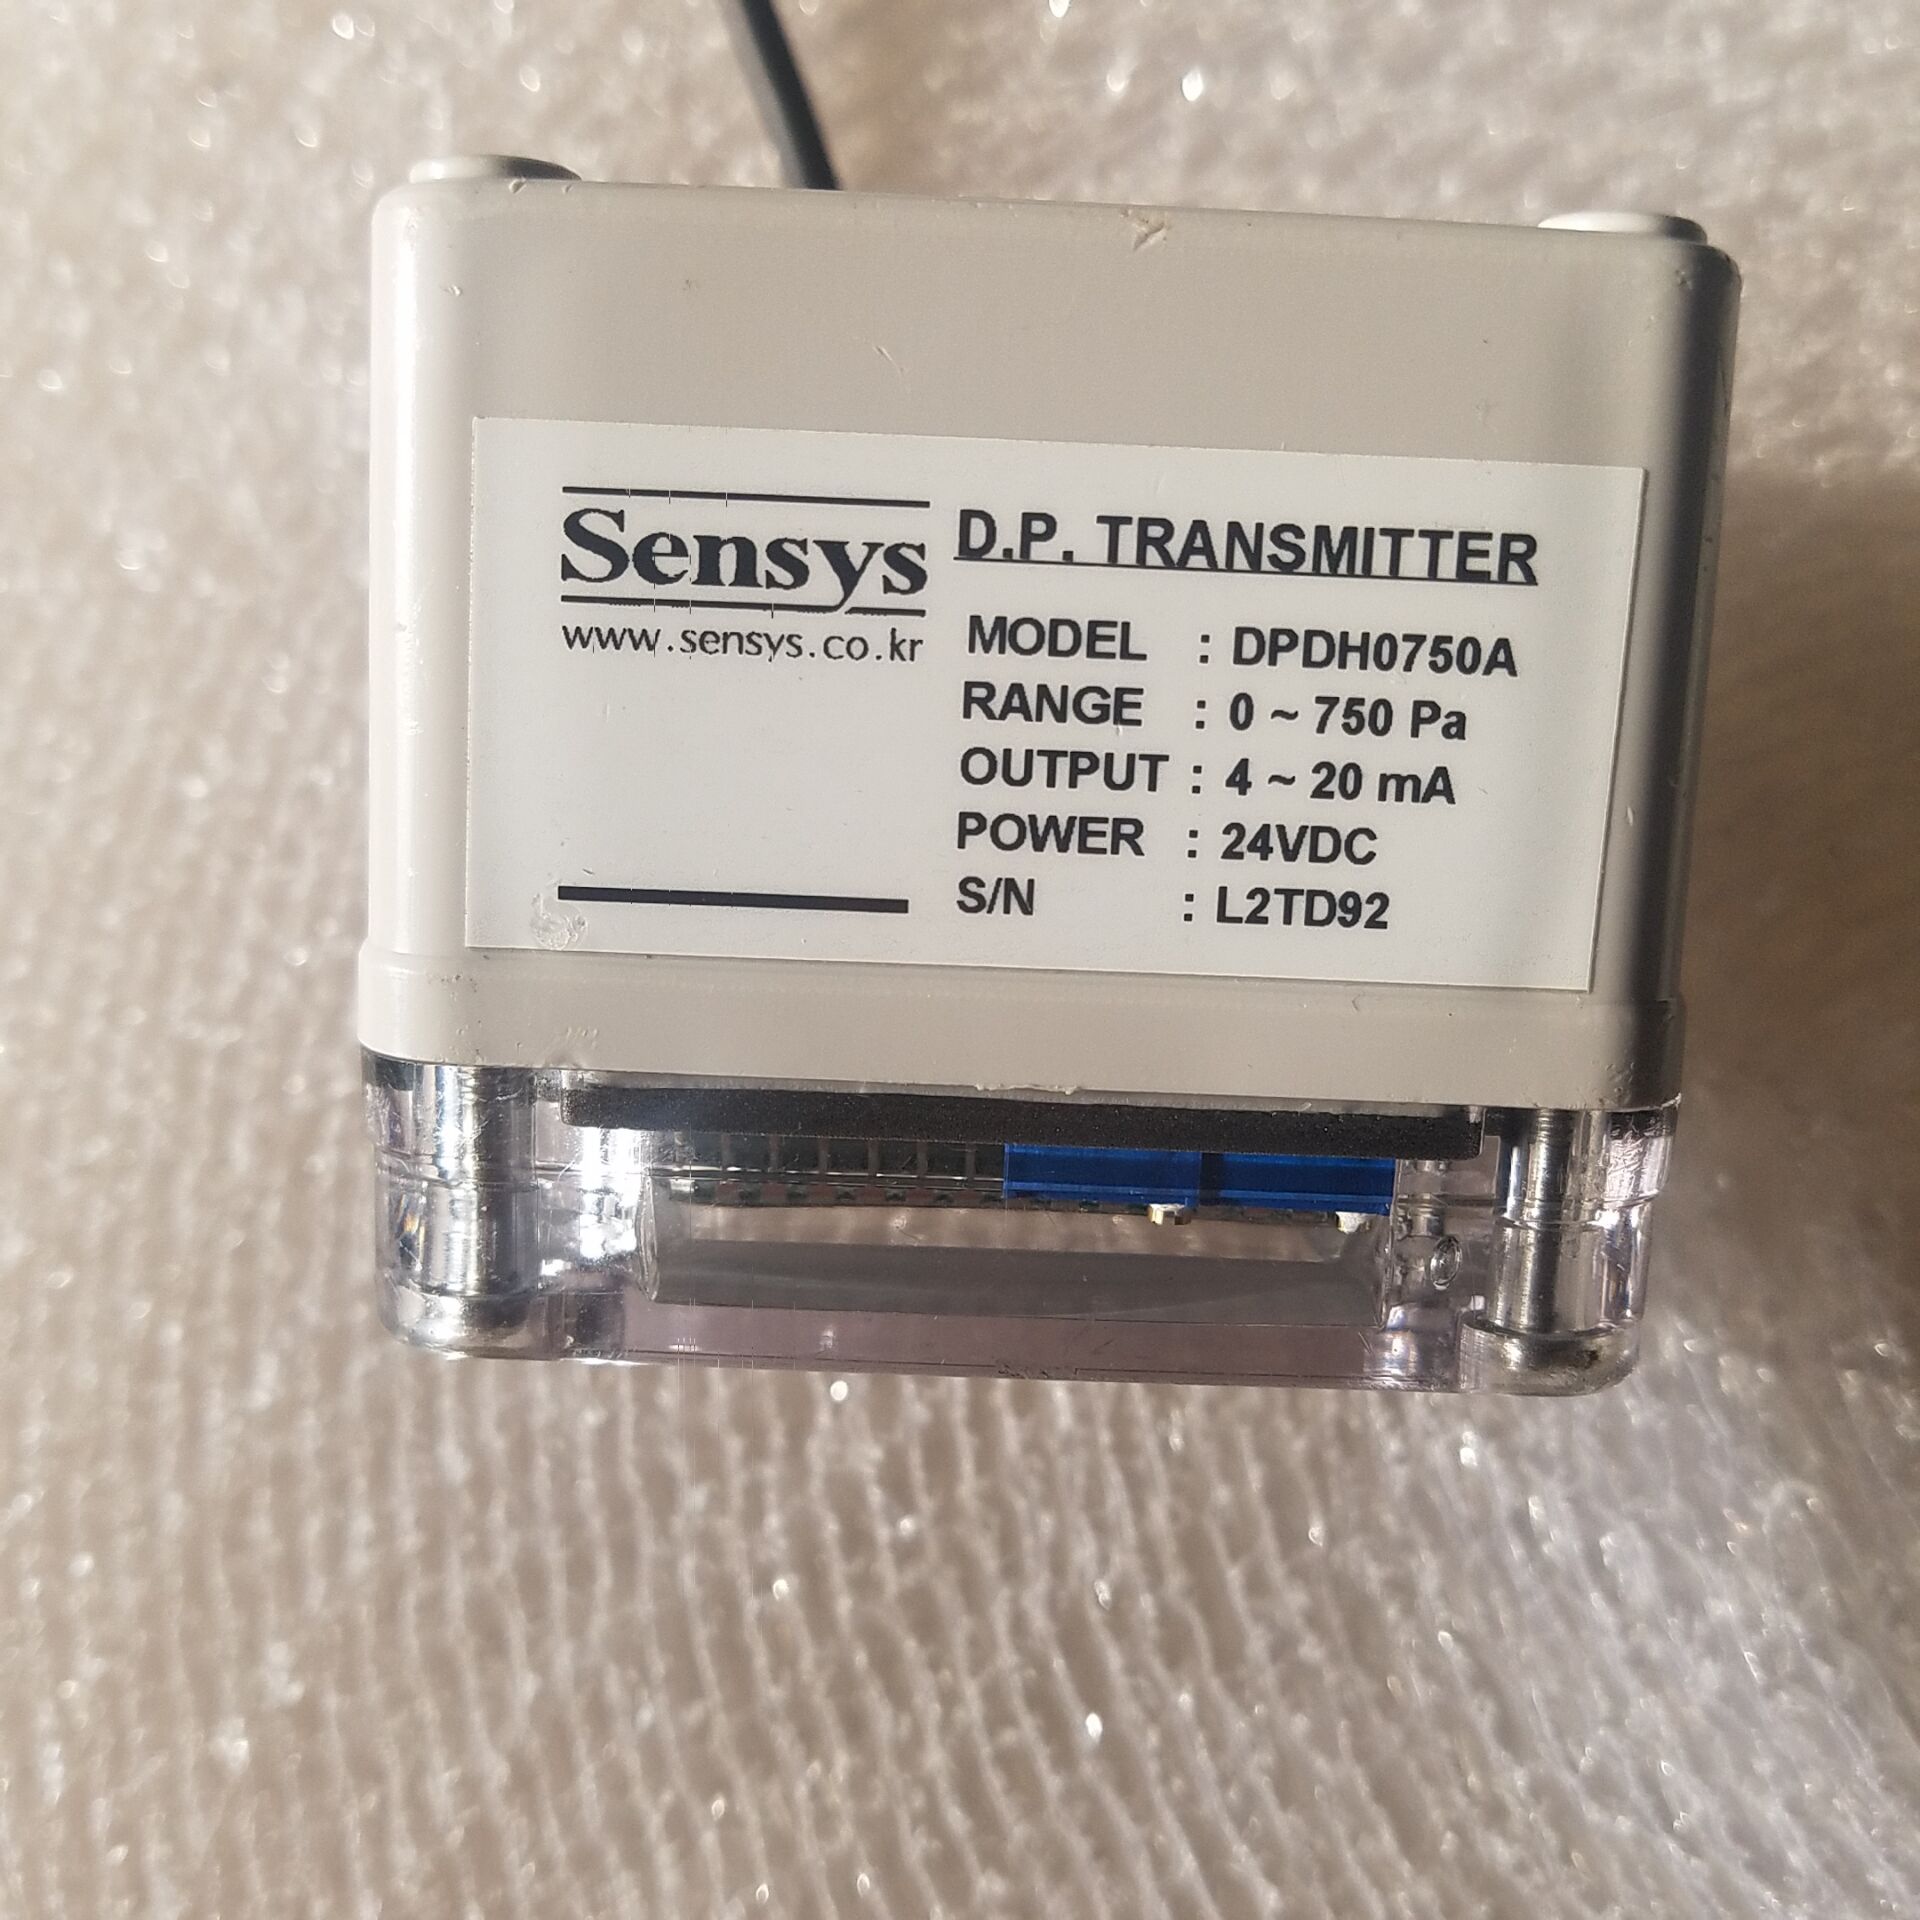 Sensys
www.sensys.co.kr
D.P. TRANSMITTER
MODEL : DPDH0750A
RANGE : 0 ~ 750 Pa
OUTPUT : 4 ~ 20 mA
POWER : 24VDC
S/N : L2TD92